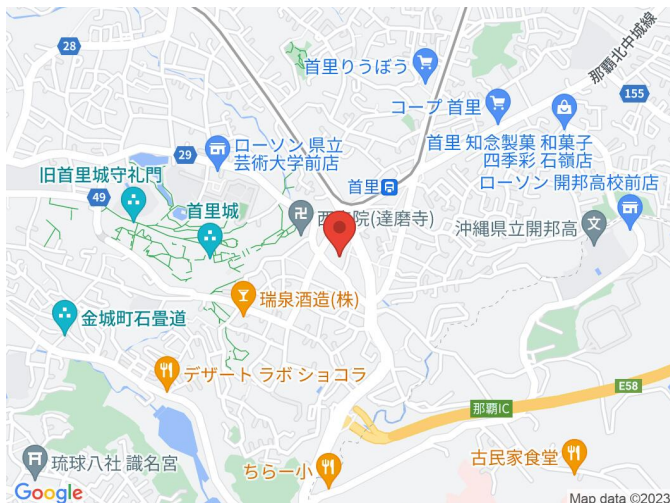 28
首里りうぼう
那覇北中城線
155
コープ 首里
首里 知念製菓 和菓子
四季彩 石嶺店
ローソン 県立
芸術大学前店
29
ローソン 開邦高校前店
旧首里城守礼門
首里
49
首里城
院(達磨寺)
沖縄県立開邦高
瑞泉酒造(株)
金城町石畳道
デザート ラボ ショコラ
E58
那覇IC
琉球八社 識名宮
ちらー小
古民家食堂
Google
Map data ©2023